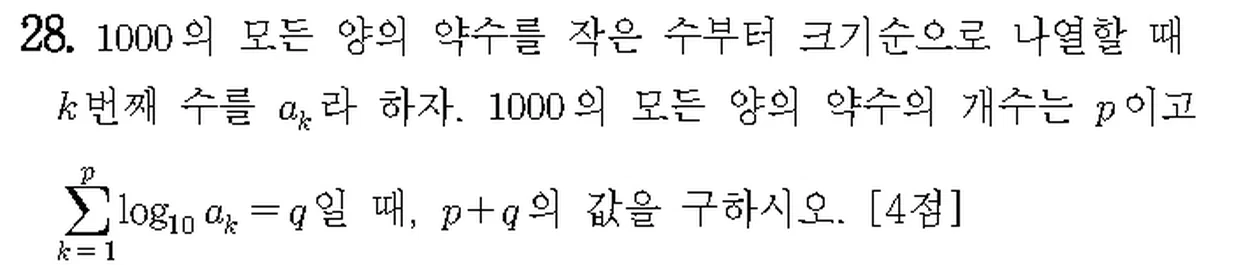 28. 1000의 모든 양의 약수를 작은 수부터 크기순으로 나열할 때
k번째 수를 a_k라 하자. 1000의 모든 양의 약수의 개수는 p이고
\sum_{k=1}^{p} \log_{10} a_k = q일 때, p+q의 값을 구하시오. [4점]